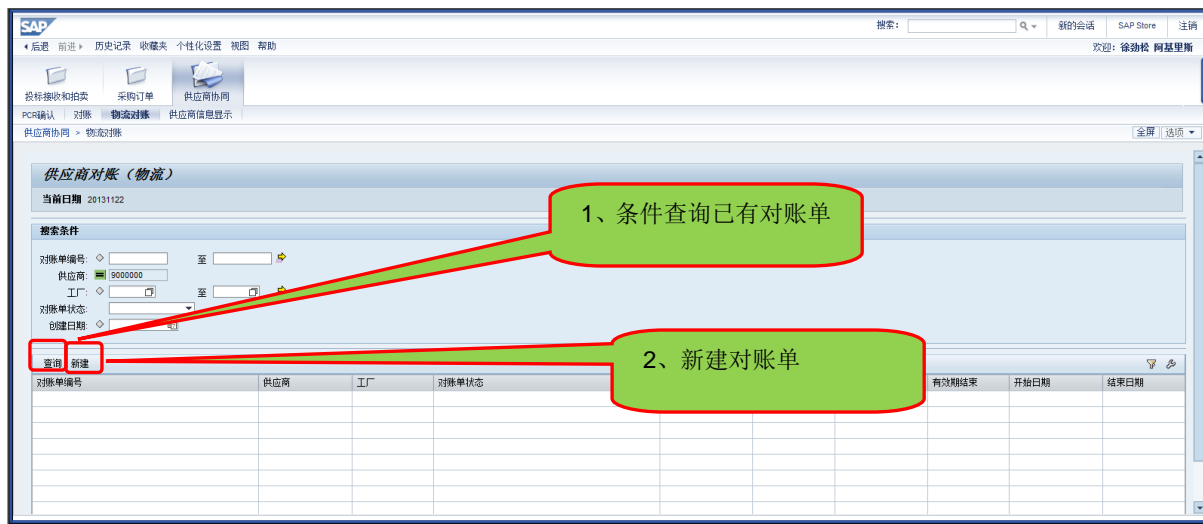 SAP 搜索: 新的会话 SAP Store 注销
后退 前进 历史记录 收藏夹 个性化设置 视图 帮助 欢迎: 徐劲松 阿基里斯
投标接收和拍卖 采购订单 供应商协同
PCR确认 对账 物流对账 供应商信息显示
供应商协同 > 物流对账 全屏 选项
供应商对账（物流）
当前日期 20131122
1、条件查询已有对账单
搜索条件
对账单编号: 至
供应商: 9000000
工厂: 至
对账单状态:
创建日期:
2、新建对账单
查询 新建
对账单编号 供应商 工厂 对账单状态 有效期结束 开始日期 结束日期